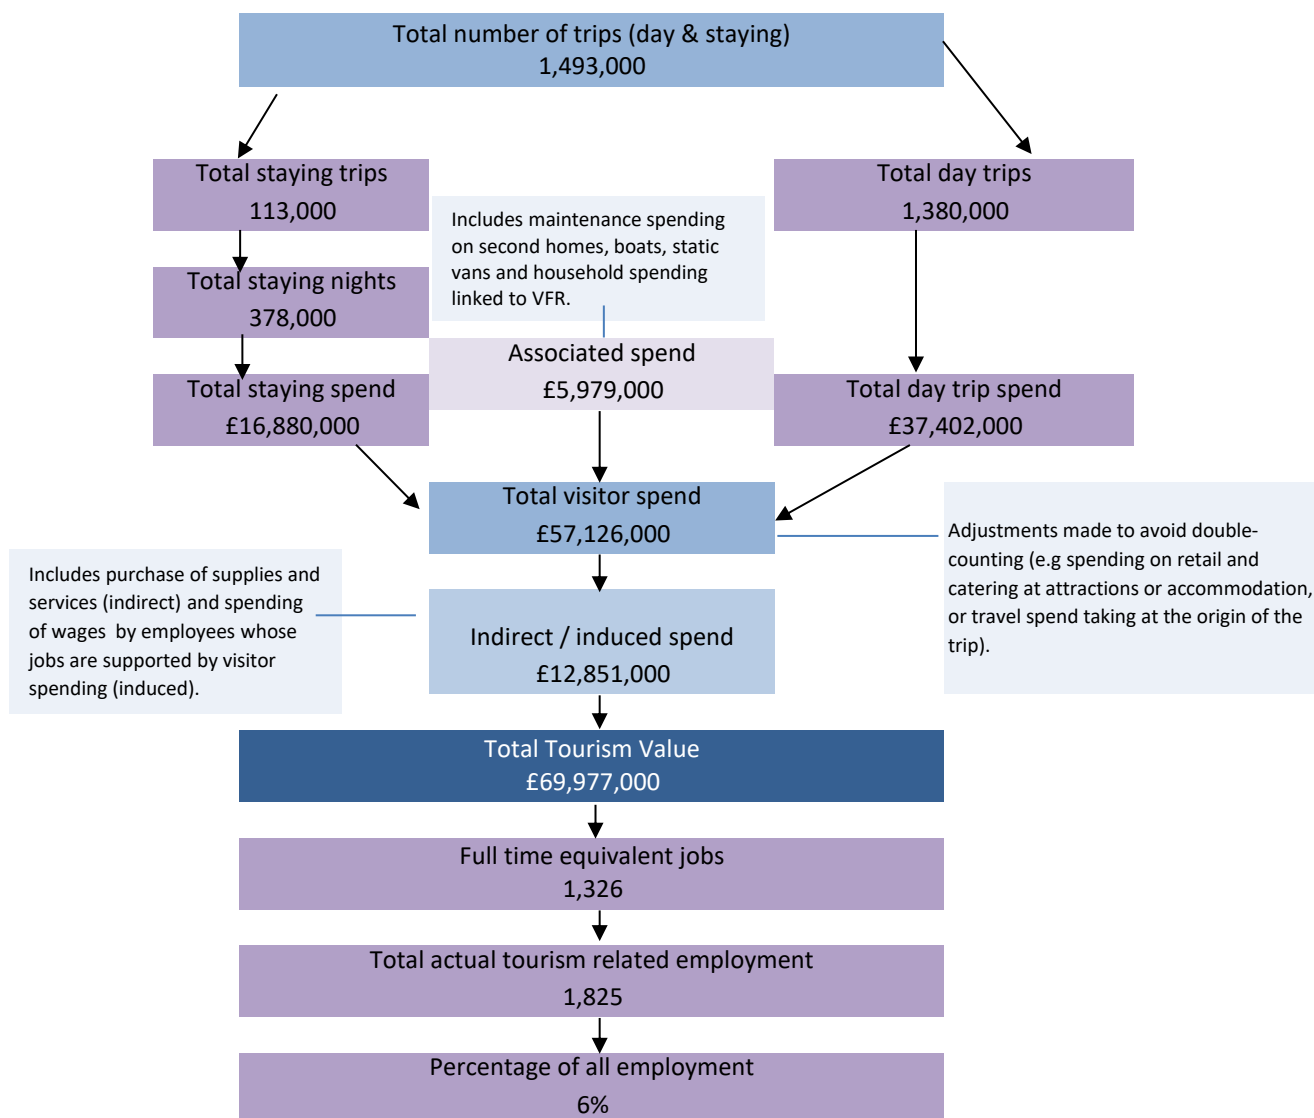 Total number of trips (day & staying)
1,493,000
Total staying trips
113,000
Total day trips
1,380,000
Includes maintenance spending
on second homes, boats, static
vans and household spending
linked to VFR.
Total staying nights
378,000
Associated spend
£5,979,000
Total staying spend
£16,880,000
Total day trip spend
£37,402,000
Total visitor spend
£57,126,000
Adjustments made to avoid double-
counting (e.g spending on retail and
catering at attractions or accommodation,
or travel spend taking at the origin of the
trip).
Includes purchase of supplies and
services (indirect) and spending
of wages by employees whose
jobs are supported by visitor
spending (induced).
Indirect / induced spend
£12,851,000
Total Tourism Value
£69,977,000
Full time equivalent jobs
1,326
Total actual tourism related employment
1,825
Percentage of all employment
6%